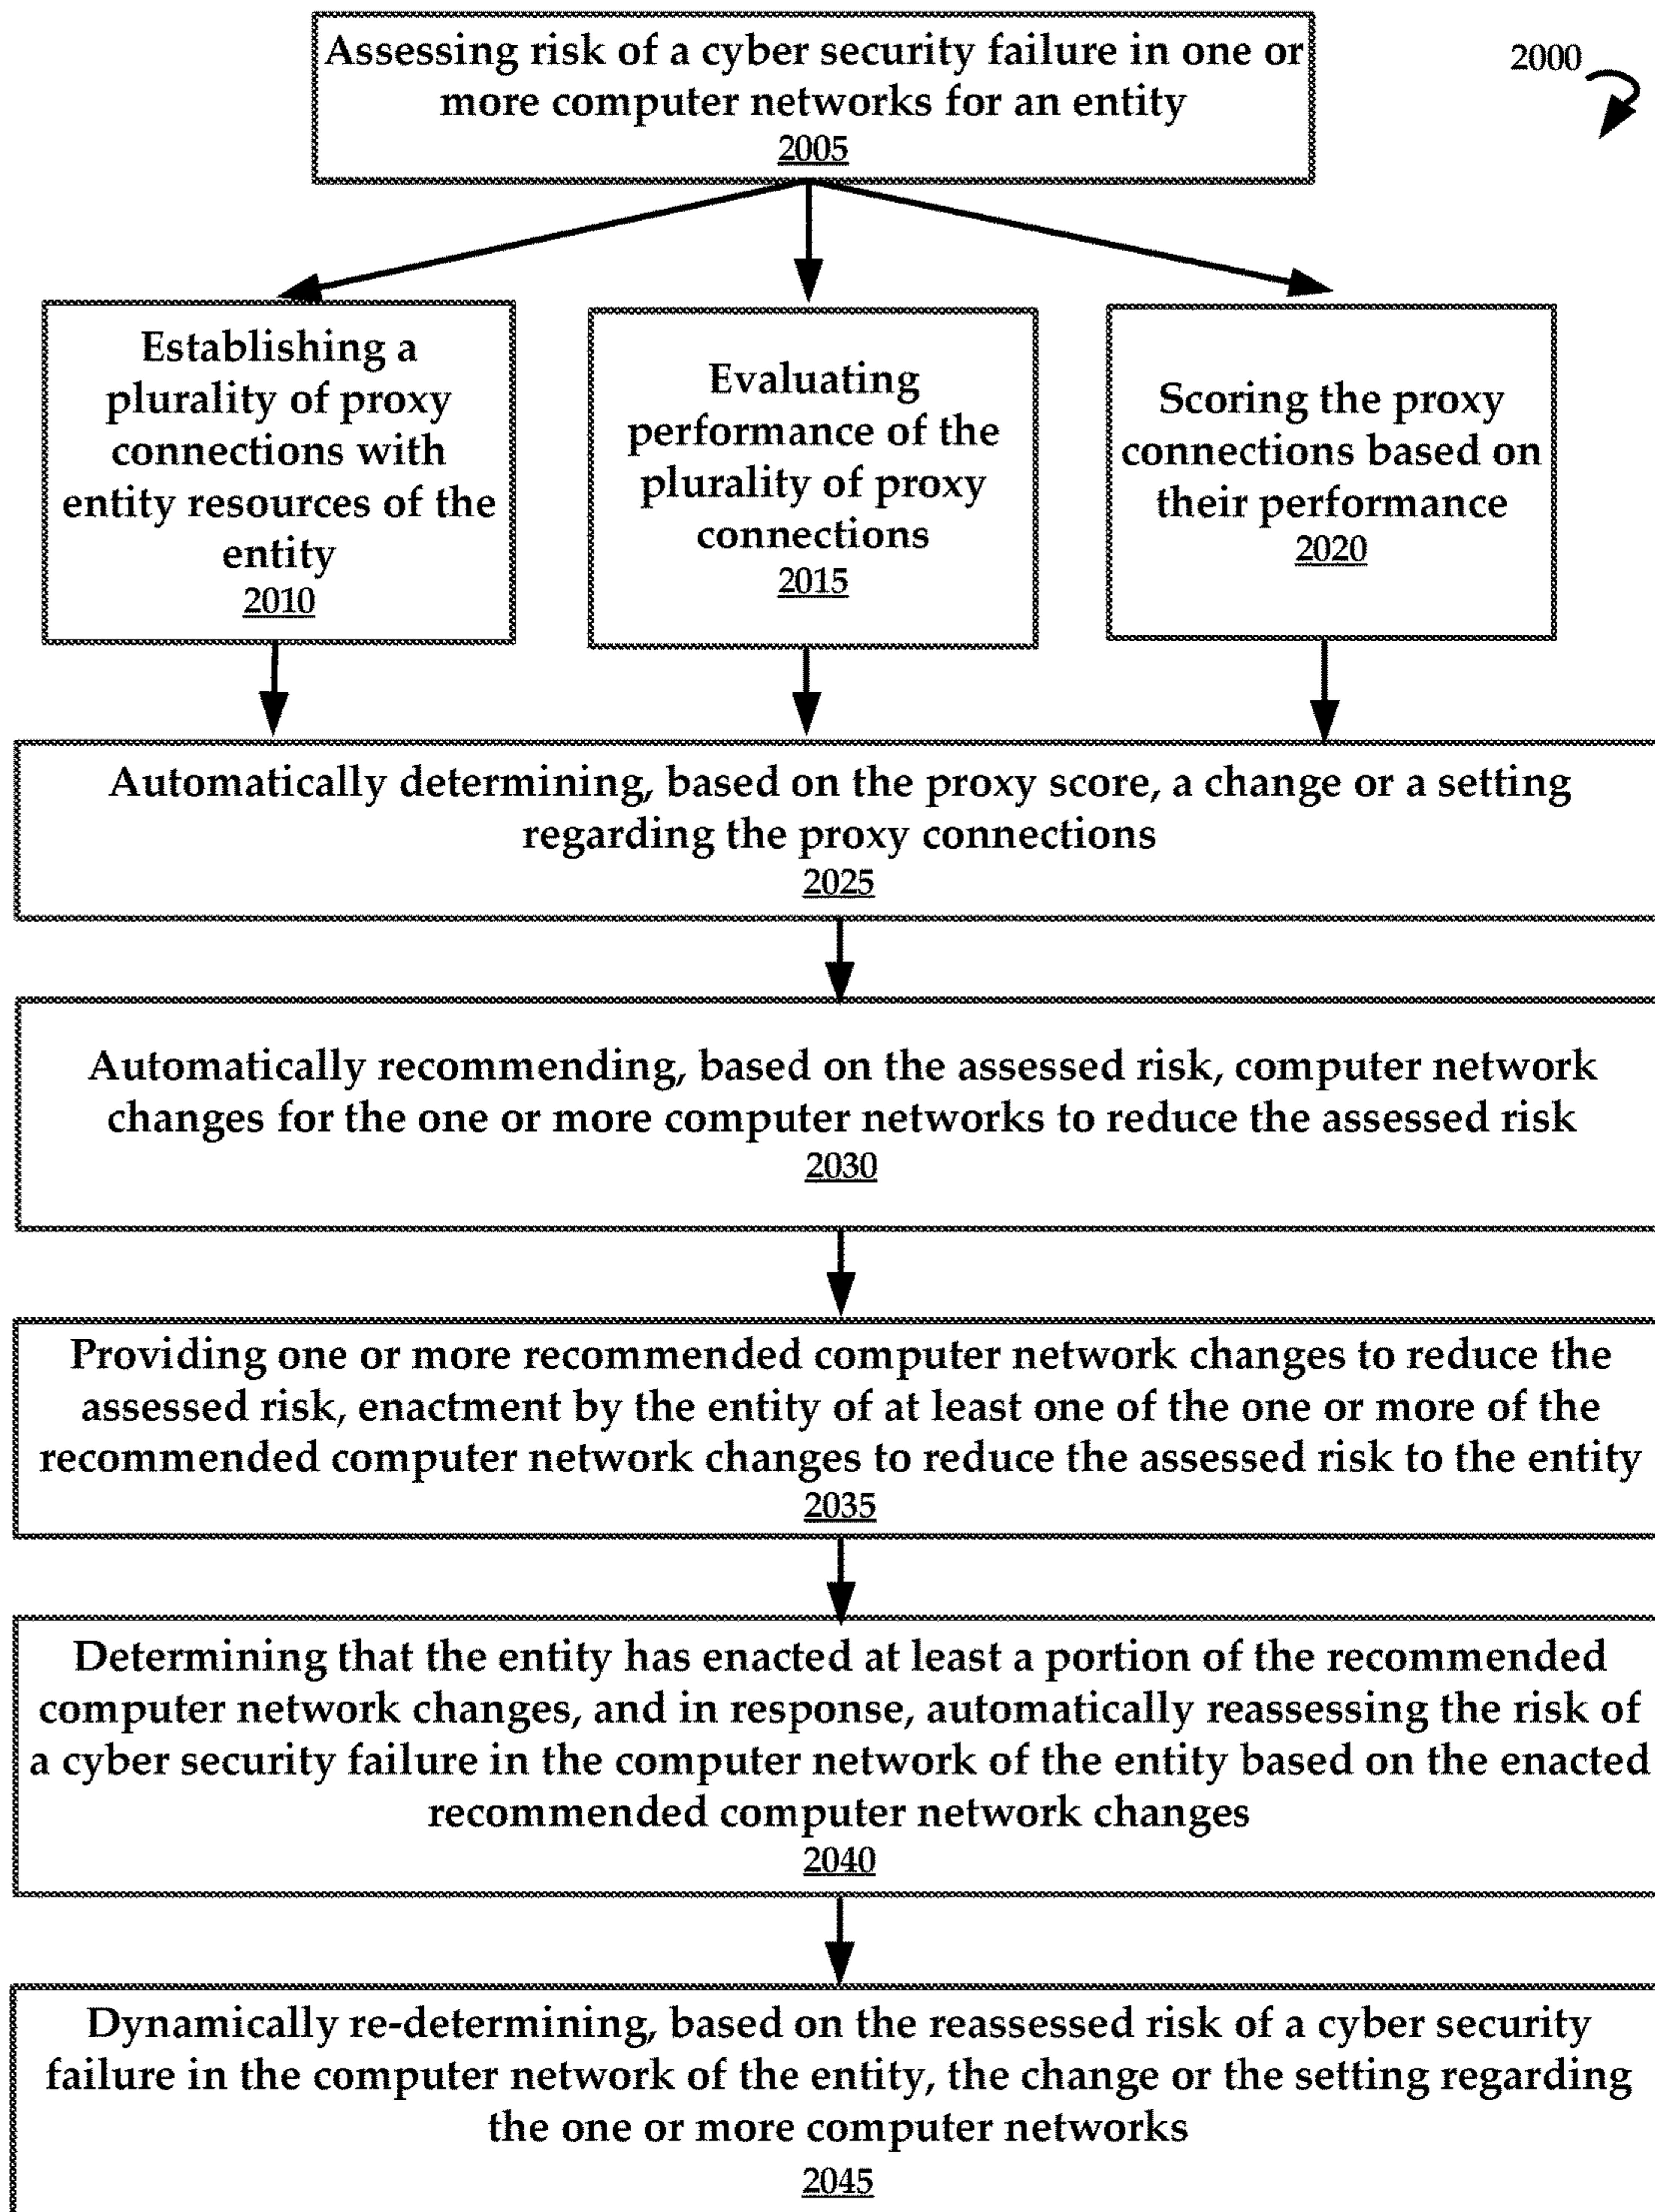 Assessing risk of a cyber security failure in one or
more computer networks for an entity
2005
2000
Establishing a
plurality of proxy
connections with
entity resources of the
entity
2010
Evaluating
performance of the
plurality of proxy
connections
2015
Scoring the proxy
connections based on
their performance
2020
Automatically determining, based on the proxy score, a change or a setting
regarding the proxy connections
2025
Automatically recommending, based on the assessed risk, computer network
changes for the one or more computer networks to reduce the assessed risk
2030
Providing one or more recommended computer network changes to reduce the
assessed risk, enactment by the entity of at least one of the one or more of the
recommended computer network changes to reduce the assessed risk to the entity
2035
Determining that the entity has enacted at least a portion of the recommended
computer network changes, and in response, automatically reassessing the risk of
a cyber security failure in the computer network of the entity based on the enacted
recommended computer network changes
2040
Dynamically re-determining, based on the reassessed risk of a cyber security
failure in the computer network of the entity, the change or the setting regarding
the one or more computer networks
2045